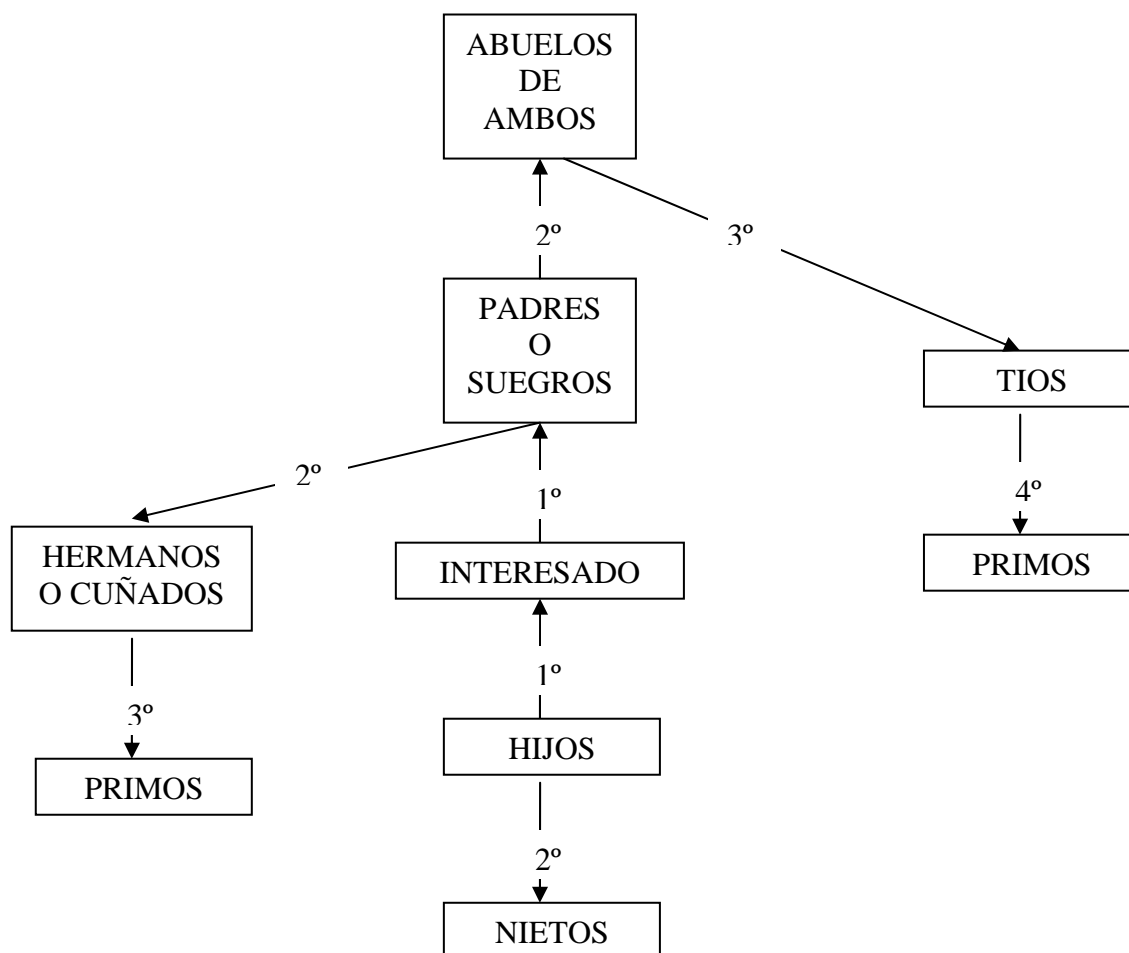 ABUELOS
DE
AMBOS
2º
3º
PADRES
O
SUEGROS
TIOS
2º
1º
4º
HERMANOS
O CUÑADOS
INTERESADO
PRIMOS
1º
3º
HIJOS
PRIMOS
2º
NIETOS